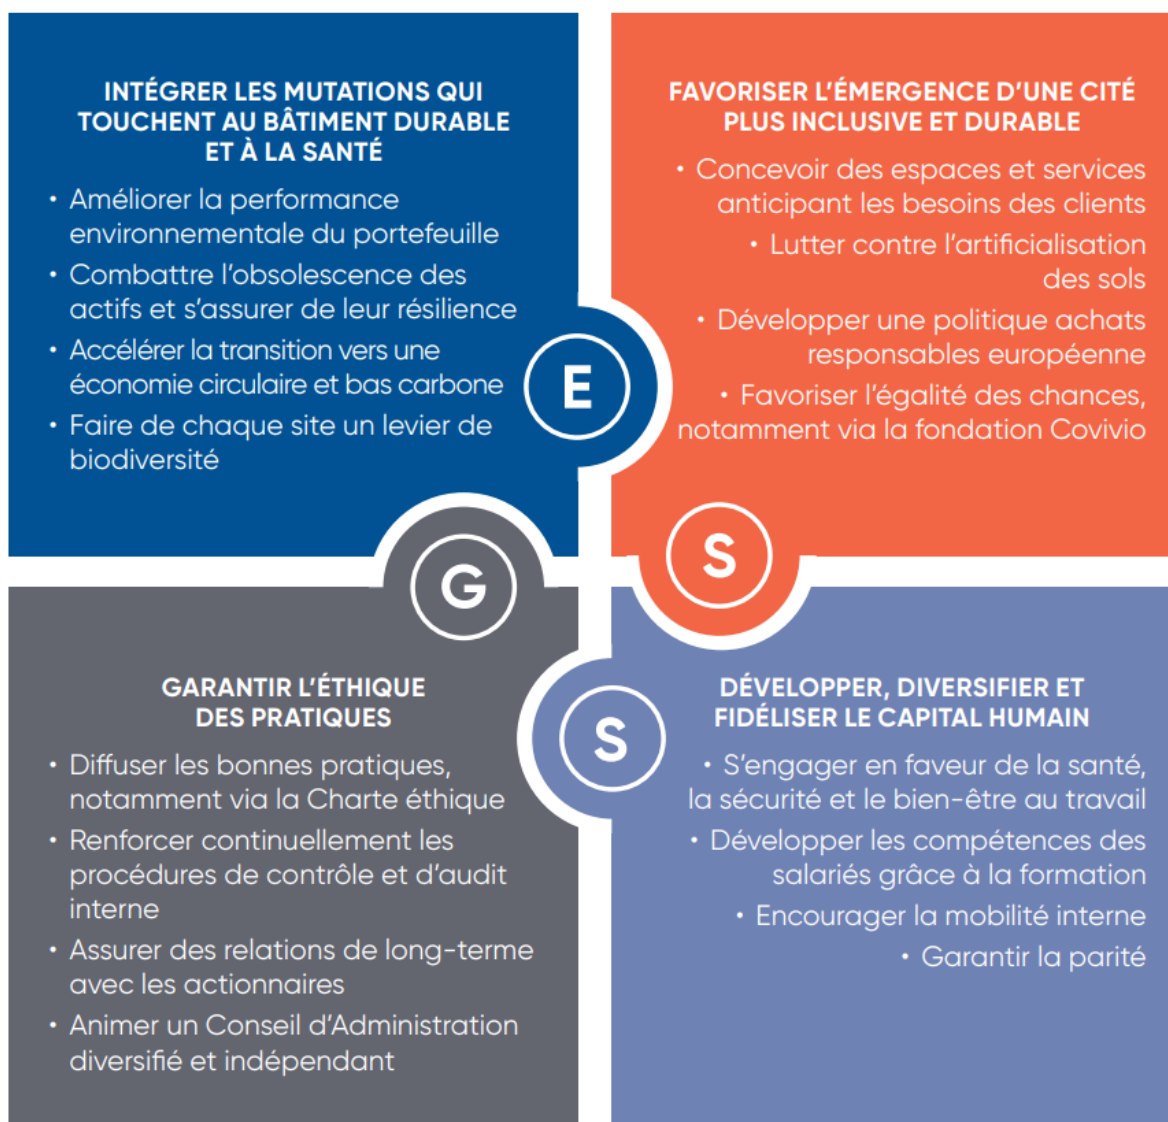 INTÉGRER LES MUTATIONS QUI
TOUCHENT AU BÂTIMENT DURABLE
ET À LA SANTÉ
• Améliorer la performance
environnementale du portefeuille
• Combattre l'obsolescence des
actifs et s'assurer de leur résilience
• Accélérer la transition vers une
économie circulaire et bas carbone
• Faire de chaque site un levier de
biodiversité
E
FAVORISER L'ÉMERGENCE D'UNE CITÉ
PLUS INCLUSIVE ET DURABLE
• Concevoir des espaces et services
anticipant les besoins des clients
• Lutter contre l'artificialisation
des sols
• Développer une politique achats
responsables européenne
• Favoriser l'égalité des chances,
notamment via la fondation Covivio
S
G
GARANTIR L'ÉTHIQUE
DES PRATIQUES
• Diffuser les bonnes pratiques,
notamment via la Charte éthique
• Renforcer continuellement les
procédures de contrôle et d'audit
interne
• Assurer des relations de long-terme
avec les actionnaires
• Animer un Conseil d'Administration
diversifié et indépendant
S
DÉVELOPPER, DIVERSIFIER ET
FIDÉLISER LE CAPITAL HUMAIN
• S'engager en faveur de la santé,
la sécurité et le bien-être au travail
• Développer les compétences des
salariés grâce à la formation
• Encourager la mobilité interne
• Garantir la parité